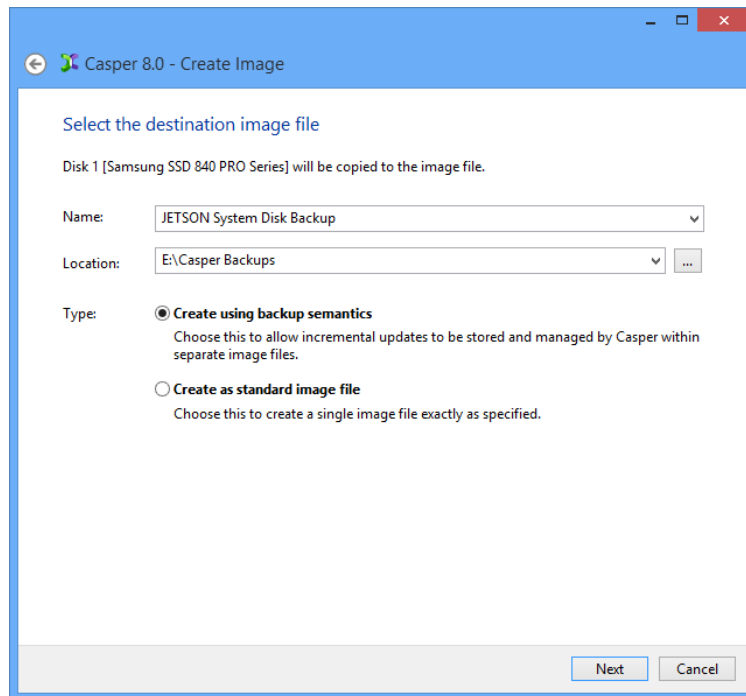 Casper 8.0 - Create Image
Select the destination image file
Disk 1 [Samsung SSD 840 PRO Series] will be copied to the image file.
Name: JETSON System Disk Backup
Location: E:\Casper Backups ...
Type: Create using backup semantics
Choose this to allow incremental updates to be stored and managed by Casper within
separate image files.
Create as standard image file
Choose this to create a single image file exactly as specified.
Next Cancel